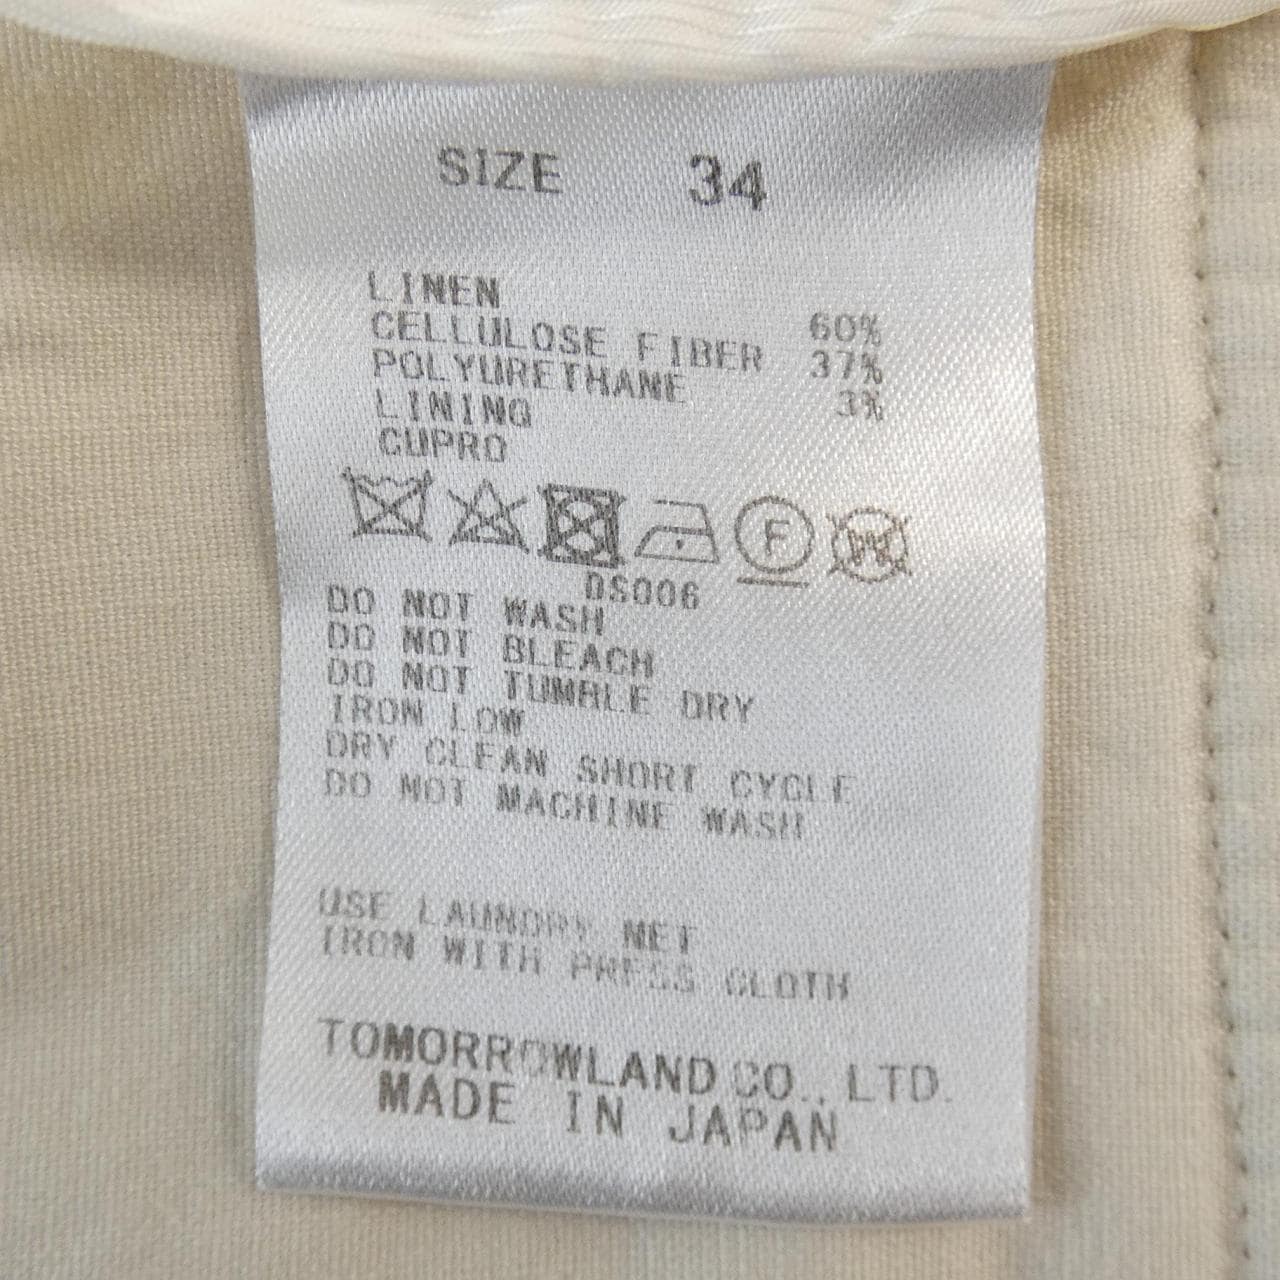 SIZE 34
LINEN 60%
CELLULOSE FIBER 37%
POLYURETHANE 3%
LINING
CUPRO
F W
DS006
DO NOT WASH
DO NOT BLEACH
DO NOT TUMBLE DRY
IRON LOW
DRY CLEAN SHORT CYCLE
DO NOT MACHINE WASH
USE LAUNDRY NET
IRON WITH PRESS CLOTH
TOMORROWLAND CO., LTD.
MADE IN JAPAN